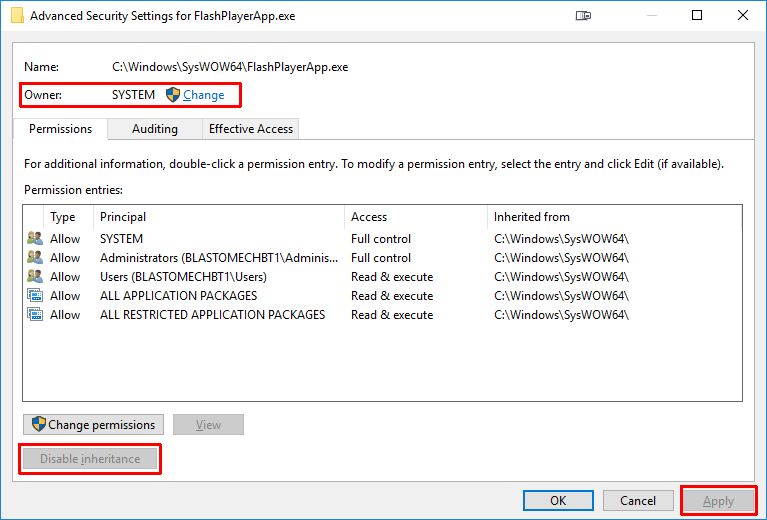 Advanced Security Settings for FlashPlayerApp.exe
Name: C:\Windows\SysWOW64\FlashPlayerApp.exe
Owner: SYSTEM Change
Permissions Auditing Effective Access
For additional information, double-click a permission entry. To modify a permission entry, select the entry and click Edit (if available).
Permission entries:
Type Principal Access Inherited from
Allow SYSTEM Full control C:\Windows\SysWOW64\
Allow Administrators (BLASTOMECHBT1\Adminis... Full control C:\Windows\SysWOW64\
Allow Users (BLASTOMECHBT1\Users) Read & execute C:\Windows\SysWOW64\
Allow ALL APPLICATION PACKAGES Read & execute C:\Windows\SysWOW64\
Allow ALL RESTRICTED APPLICATION PACKAGES Read & execute C:\Windows\SysWOW64\
Change permissions View
Disable inheritance
OK Cancel Apply